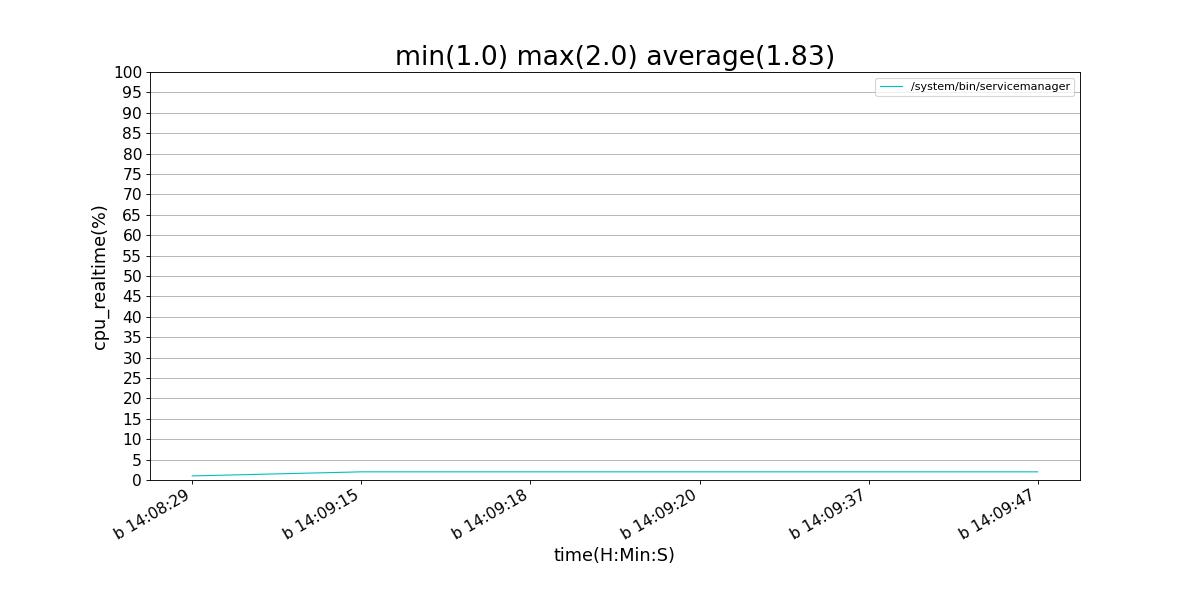 min(1.0) max(2.0) average(1.83)
/system/bin/servicemanager
cpu_realtime(%)
100
95
90
85
80
75
70
65
60
55
50
45
40
35
30
25
20
15
10
5
0
b 14:08:29
b 14:09:15
b 14:09:18
b 14:09:20
b 14:09:37
b 14:09:47
time(H:Min:S)